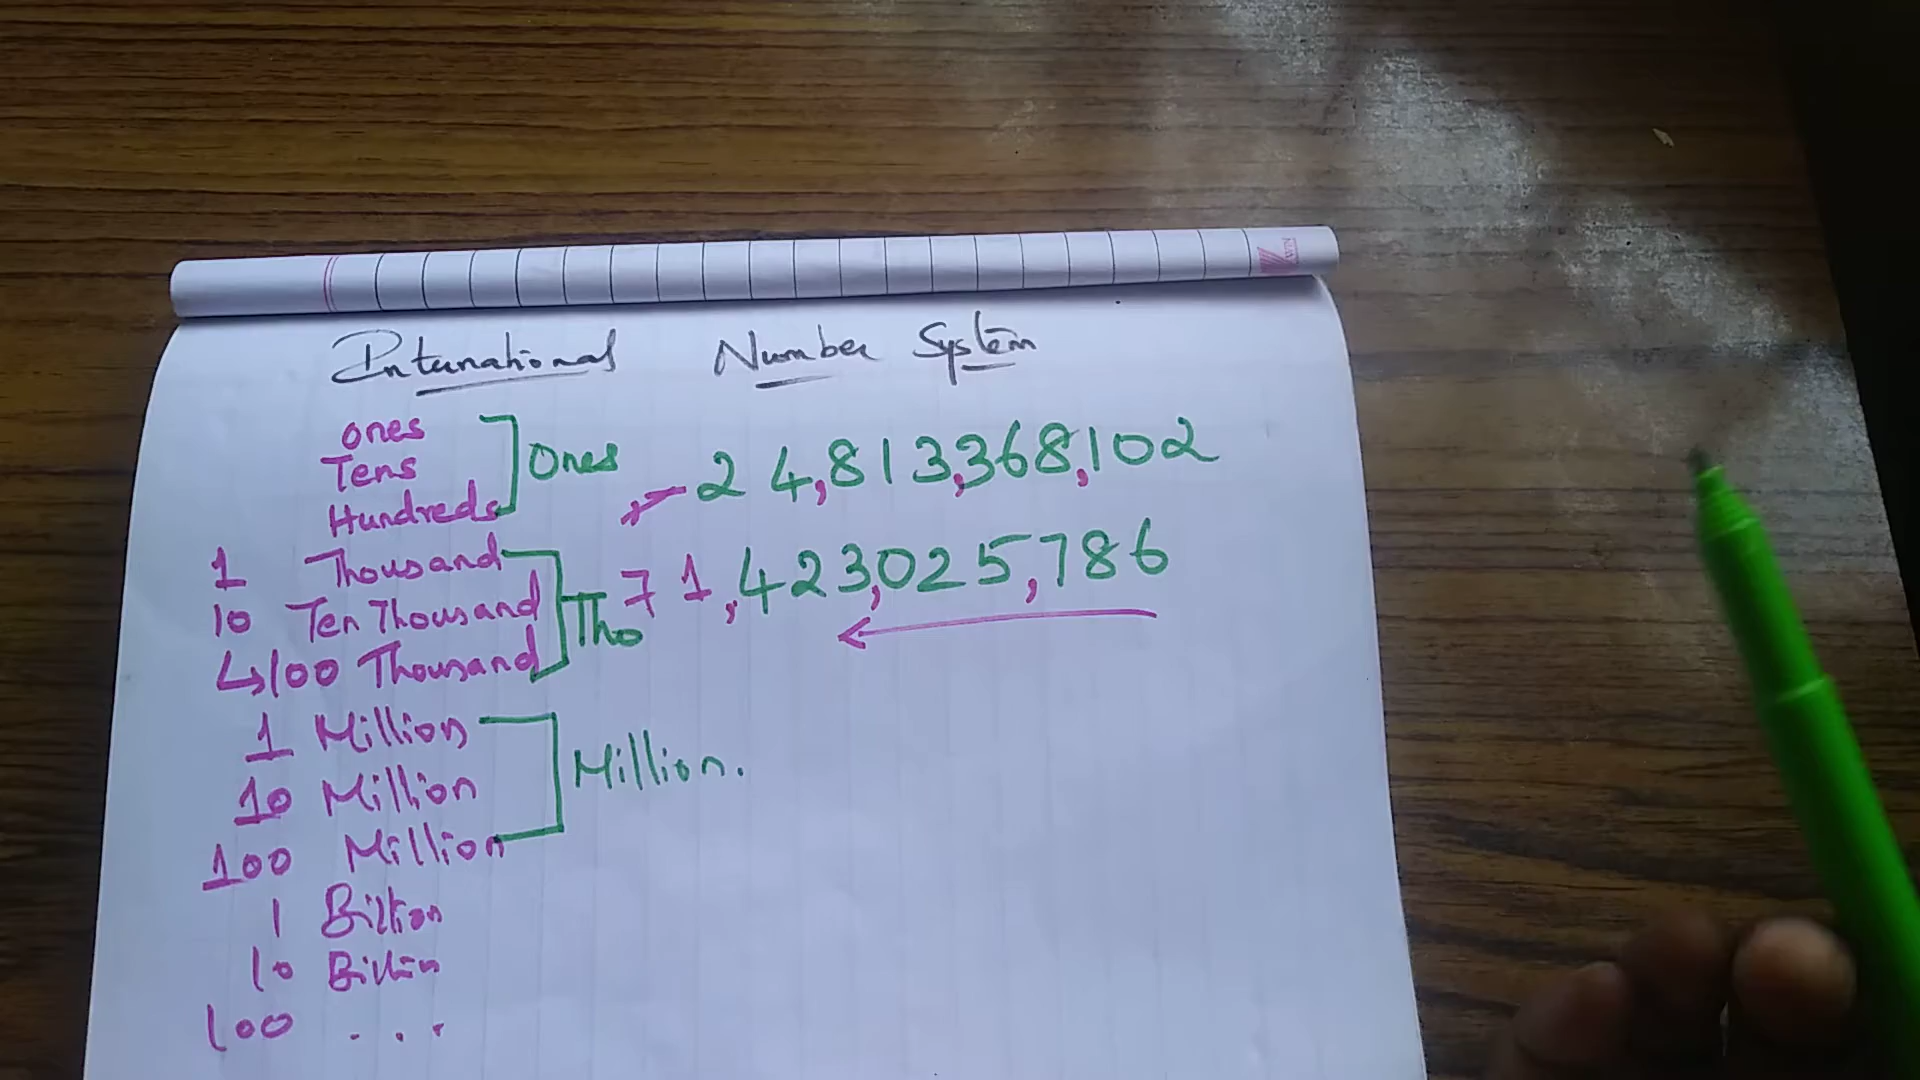 International Number System
ones
Tens
Hundreds
Ones
24,813,368,102
1 Thousand
10 Ten Thousand
100 Thousand
Tho
71,423,025,786
1 Million
10 Million
100 Million
Million.
1 Billion
10 Billion
100 ...